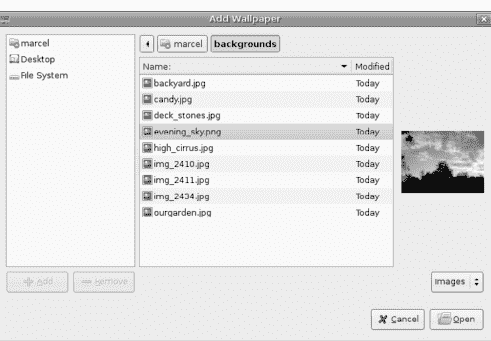 Add Wallpaper
marcel
Desktop
File System
marcel
backgrounds
Name:
Modified
backyard.jpg
Today
candy.jpg
Today
deck_stones.jpg
Today
evening_sky.png
Today
high_cirrus.jpg
Today
img_2410.jpg
Today
img_2411.jpg
Today
img_2434.jpg
Today
ourgarden.jpg
Today
Add
Remove
Images
Cancel
Open